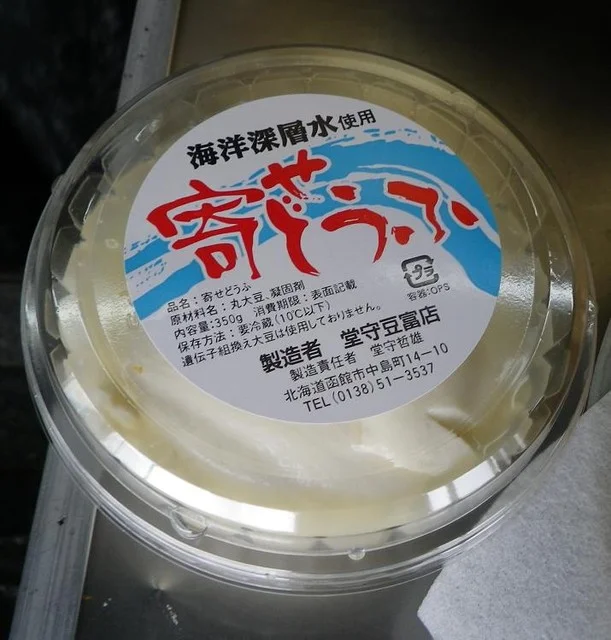 海洋深層水使用
寄せどうふ
プラ
容器:OPS
品名:寄せどうふ
原材料名:丸大豆、凝固剤
内容量:350g 消費期限:表面記載
保存方法:要冷蔵(10℃以下)
遺伝子組換え大豆は使用しておりません。
製造者 堂守豆富店
製造責任者 堂守哲雄
北海道函館市中島町14-10
TEL(0138)51-3537